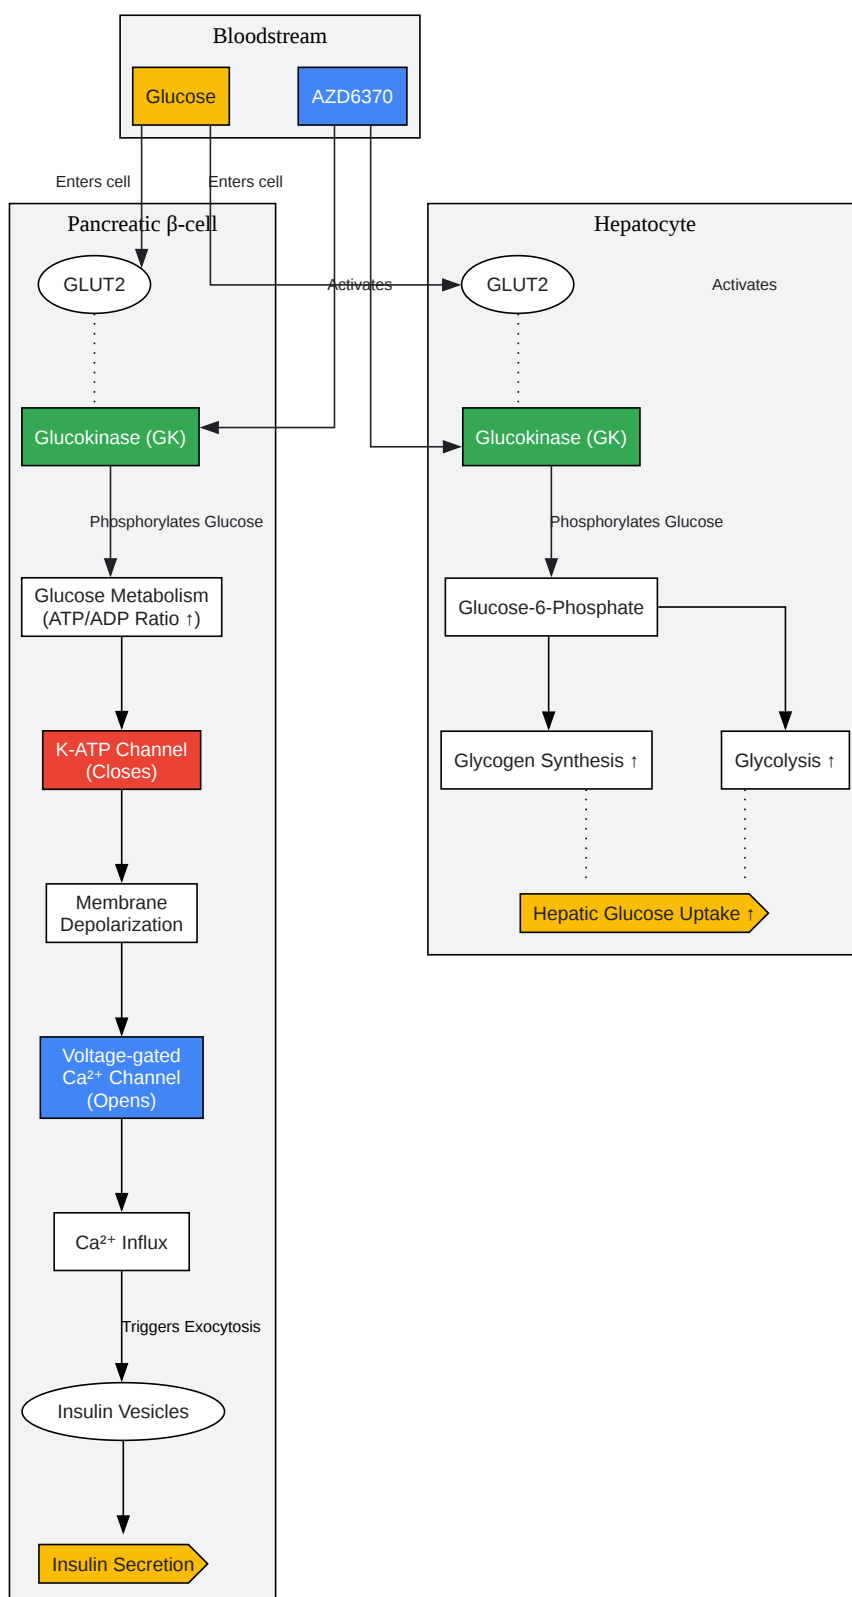 Bloodstream
Glucose
AZD6370
Enters cell
Enters cell
Pancreatic β-cell
Hepatocyte
GLUT2
Activates
GLUT2
Activates
Glucokinase (GK)
Glucokinase (GK)
Phosphorylates Glucose
Phosphorylates Glucose
Glucose Metabolism
(ATP/ADP Ratio ↑)
Glucose-6-Phosphate
K-ATP Channel
(Closes)
Glycogen Synthesis ↑
Glycolysis ↑
Membrane
Depolarization
Hepatic Glucose Uptake ↑
Voltage-gated
Ca²⁺ Channel
(Opens)
Ca²⁺ Influx
Triggers Exocytosis
Insulin Vesicles
Insulin Secretion